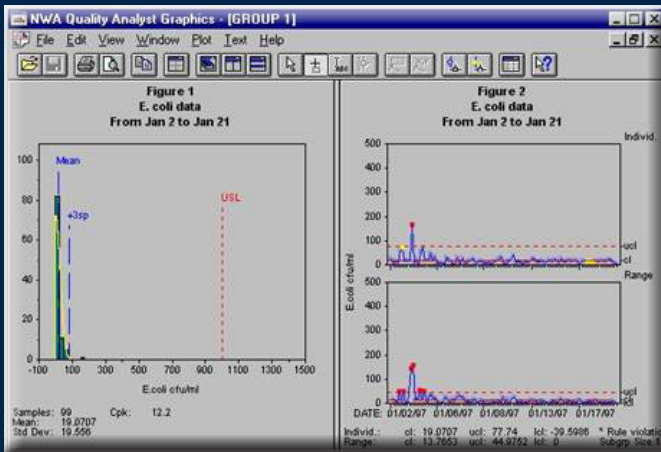 NWA Quality Analyst Graphics - [GROUP 1]
File Edit View Window Plot Text Help
Figure 1
E. coli data
From Jan 2 to Jan 21
Mean
+3sp
USL
100
80
60
40
20
0
-100 100 300 500 700 900 1100 1300 1500
E.coli cfu/ml
Samples: 99 Cpk: 12.2
Mean: 19.0707
Std Dev: 19.556
Figure 2
E. coli data
From Jan 2 to Jan 21
Individ.
500
400
300
200
100
0
ucl
cl
Range
500
400
300
200
100
0
ucl
lcl
E.coli cfu/ml
DATE: 01/02/97 01/06/97 01/08/97 01/13/97 01/17/97
Individ.: cl: 19.0707 ucl: 77.74 lcl: -39.5986 * Rule violatio
Range: cl: 13.7653 ucl: 44.9752 lcl: 0 Subgrp Size 1